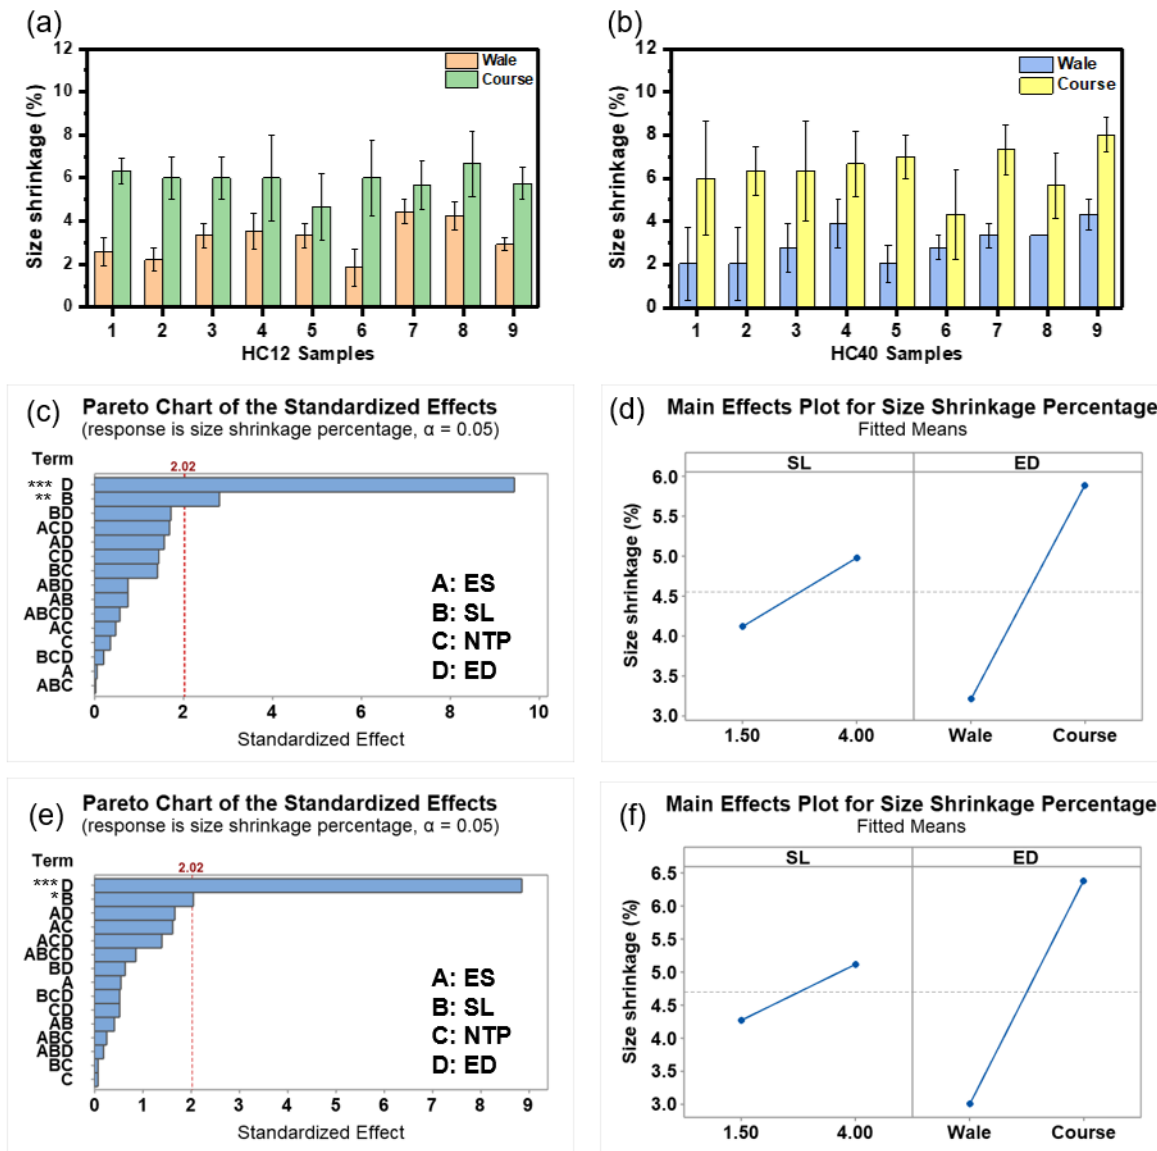 (a)
12
10
8
6
4
2
0
Size shrinkage (%)
Wale
Course
1 2 3 4 5 6 7 8 9
HC12 Samples
(b)
12
10
8
6
4
2
0
Size shrinkage (%)
Wale
Course
1 2 3 4 5 6 7 8 9
HC40 Samples
(c)
Pareto Chart of the Standardized Effects
(response is size shrinkage percentage, α = 0.05)
Term
2.02
*** D
** B
BD
ACD
AD
CD
BC
ABD
AB
ABCD
AC
C
BCD
A
ABC
A: ES
B: SL
C: NTP
D: ED
0 2 4 6 8 10
Standardized Effect
(d)
Main Effects Plot for Size Shrinkage Percentage
Fitted Means
SL ED
6.0
5.5
5.0
4.5
4.0
3.5
3.0
Size shrinkage (%)
1.50 4.00 Wale Course
(e)
Pareto Chart of the Standardized Effects
(response is size shrinkage percentage, α = 0.05)
Term
2.02
*** D
* B
AD
AC
ACD
ABCD
BD
A
BCD
CD
AB
ABC
ABD
BC
C
A: ES
B: SL
C: NTP
D: ED
0 1 2 3 4 5 6 7 8 9
Standardized Effect
(f)
Main Effects Plot for Size Shrinkage Percentage
Fitted Means
SL ED
6.5
6.0
5.5
5.0
4.5
4.0
3.5
3.0
Size shrinkage (%)
1.50 4.00 Wale Course